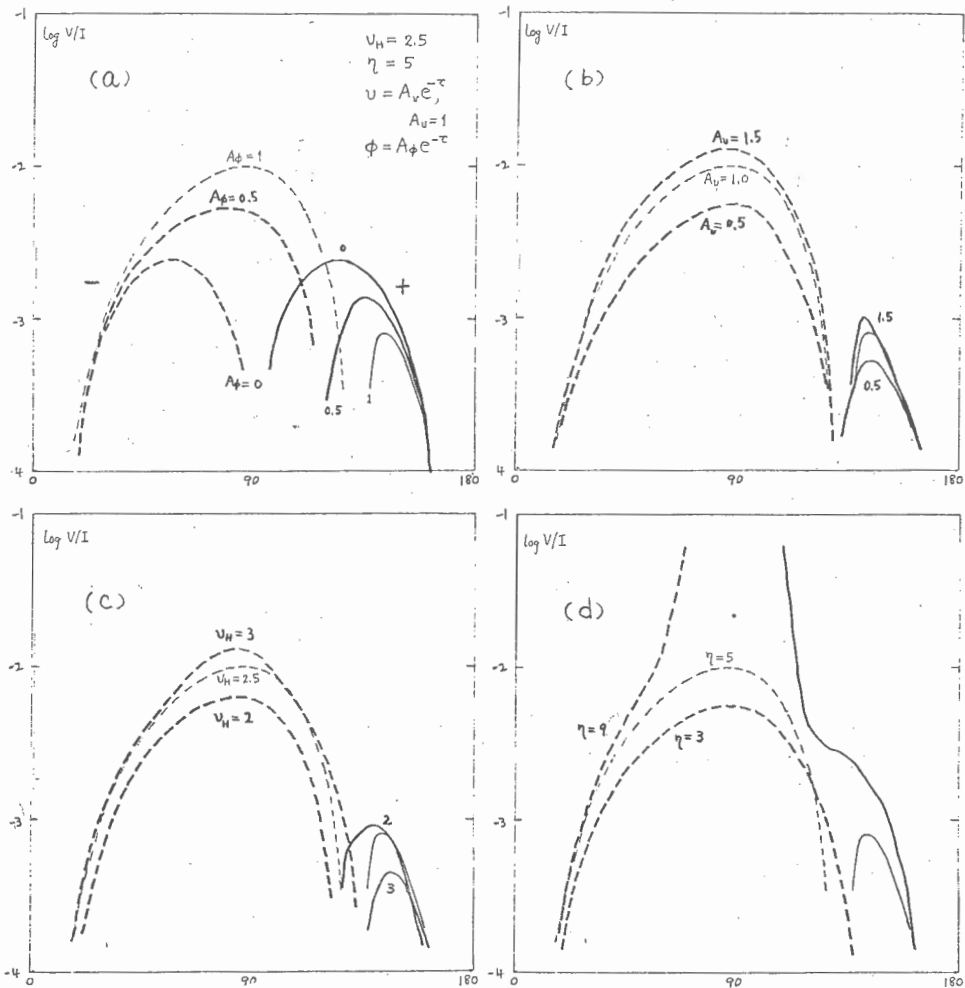 -1
log V/I
(a)
υH = 2.5
η = 5
υ = Aυe^-τ,
Aυ=1
φ = Aφe^-τ
-2
Aφ=1
Aφ=0.5
0
−
+
-3
Aφ=0
0.5
1
-4
0
90
180
-1
log V/I
(b)
Aυ=1.5
-2
Aυ=1.0
Aυ=0.5
-3
1.5
0.5
4
0
90
180
-1
log V/I
(c)
υH = 3
-2
υH = 2.5
υH = 2
-3
2
3
-4
0
90
180
-1
log V/I
(d)
-2
η=5
η=9
η=3
-3
-4
0
90
180